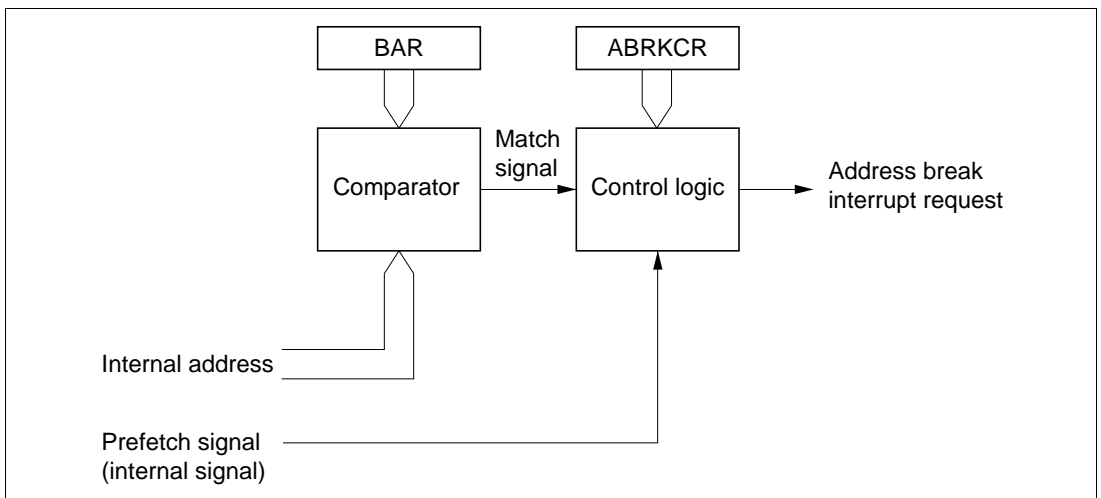 BAR
ABRKCR
Match
signal
Comparator
Control logic
Address break
interrupt request
Internal address
Prefetch signal
(internal signal)